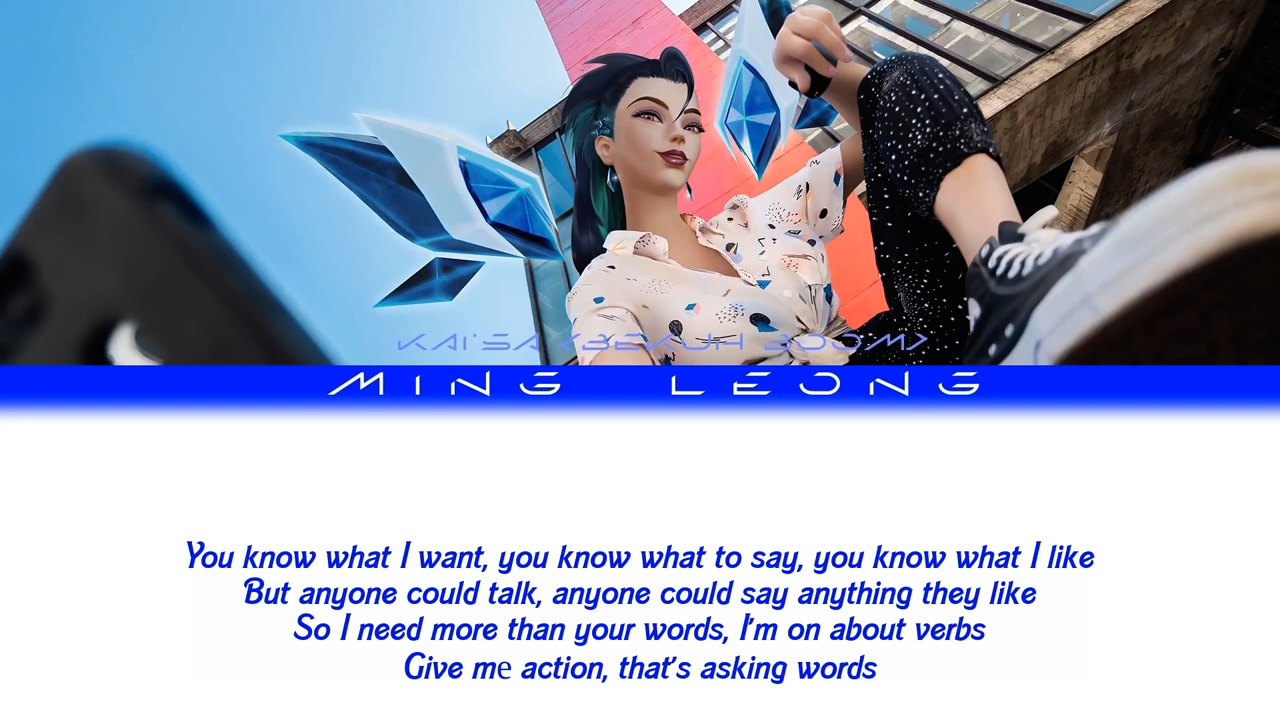 KAI'SA (BEKUH BOOM)
MING LEONG
You know what I want, you know what to say, you know what I like
But anyone could talk, anyone could say anything they like
So I need more than your words, I'm on about verbs
Give me action, that's asking words